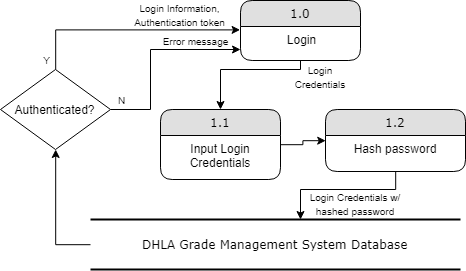 Login Information,
Authentication token
1.0
Login
Error message
Y
Login
Credentials
N
Authenticated?
1.1
Input Login
Credentials
1.2
Hash password
Login Credentials w/
hashed password
DHLA Grade Management System Database